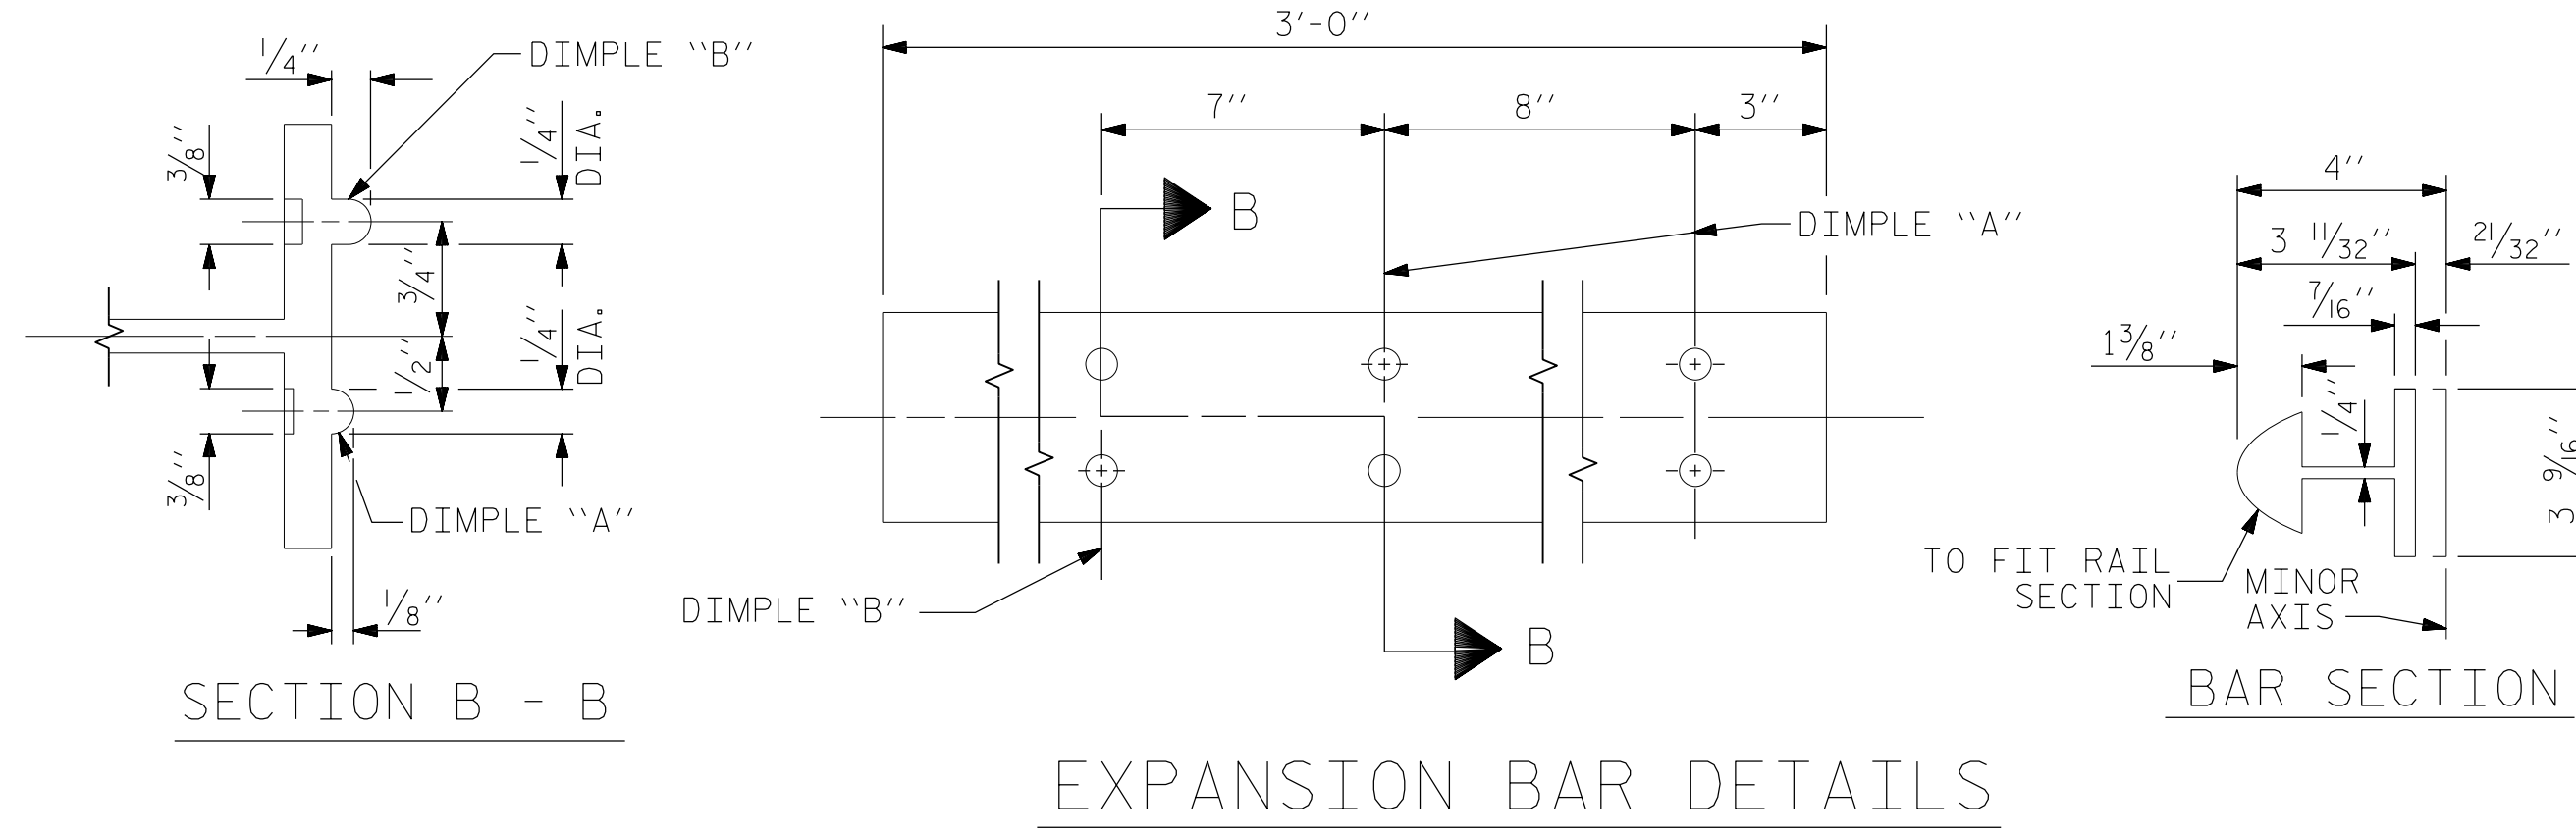 1/4"
DIMPLE "B"
3/8"
1/4"
DIA.
3/4"
1/2"
1/4"
DIA.
3/8"
DIMPLE "A"
1/8"
SECTION B - B
3'-0"
7"
8"
3"
B
DIMPLE "A"
DIMPLE "B"
B
EXPANSION BAR DETAILS
4"
3 11/32"
21/32"
7/16"
1 3/8"
1/4"
3 9/16"
TO FIT RAIL
SECTION
MINOR
AXIS
BAR SECTION